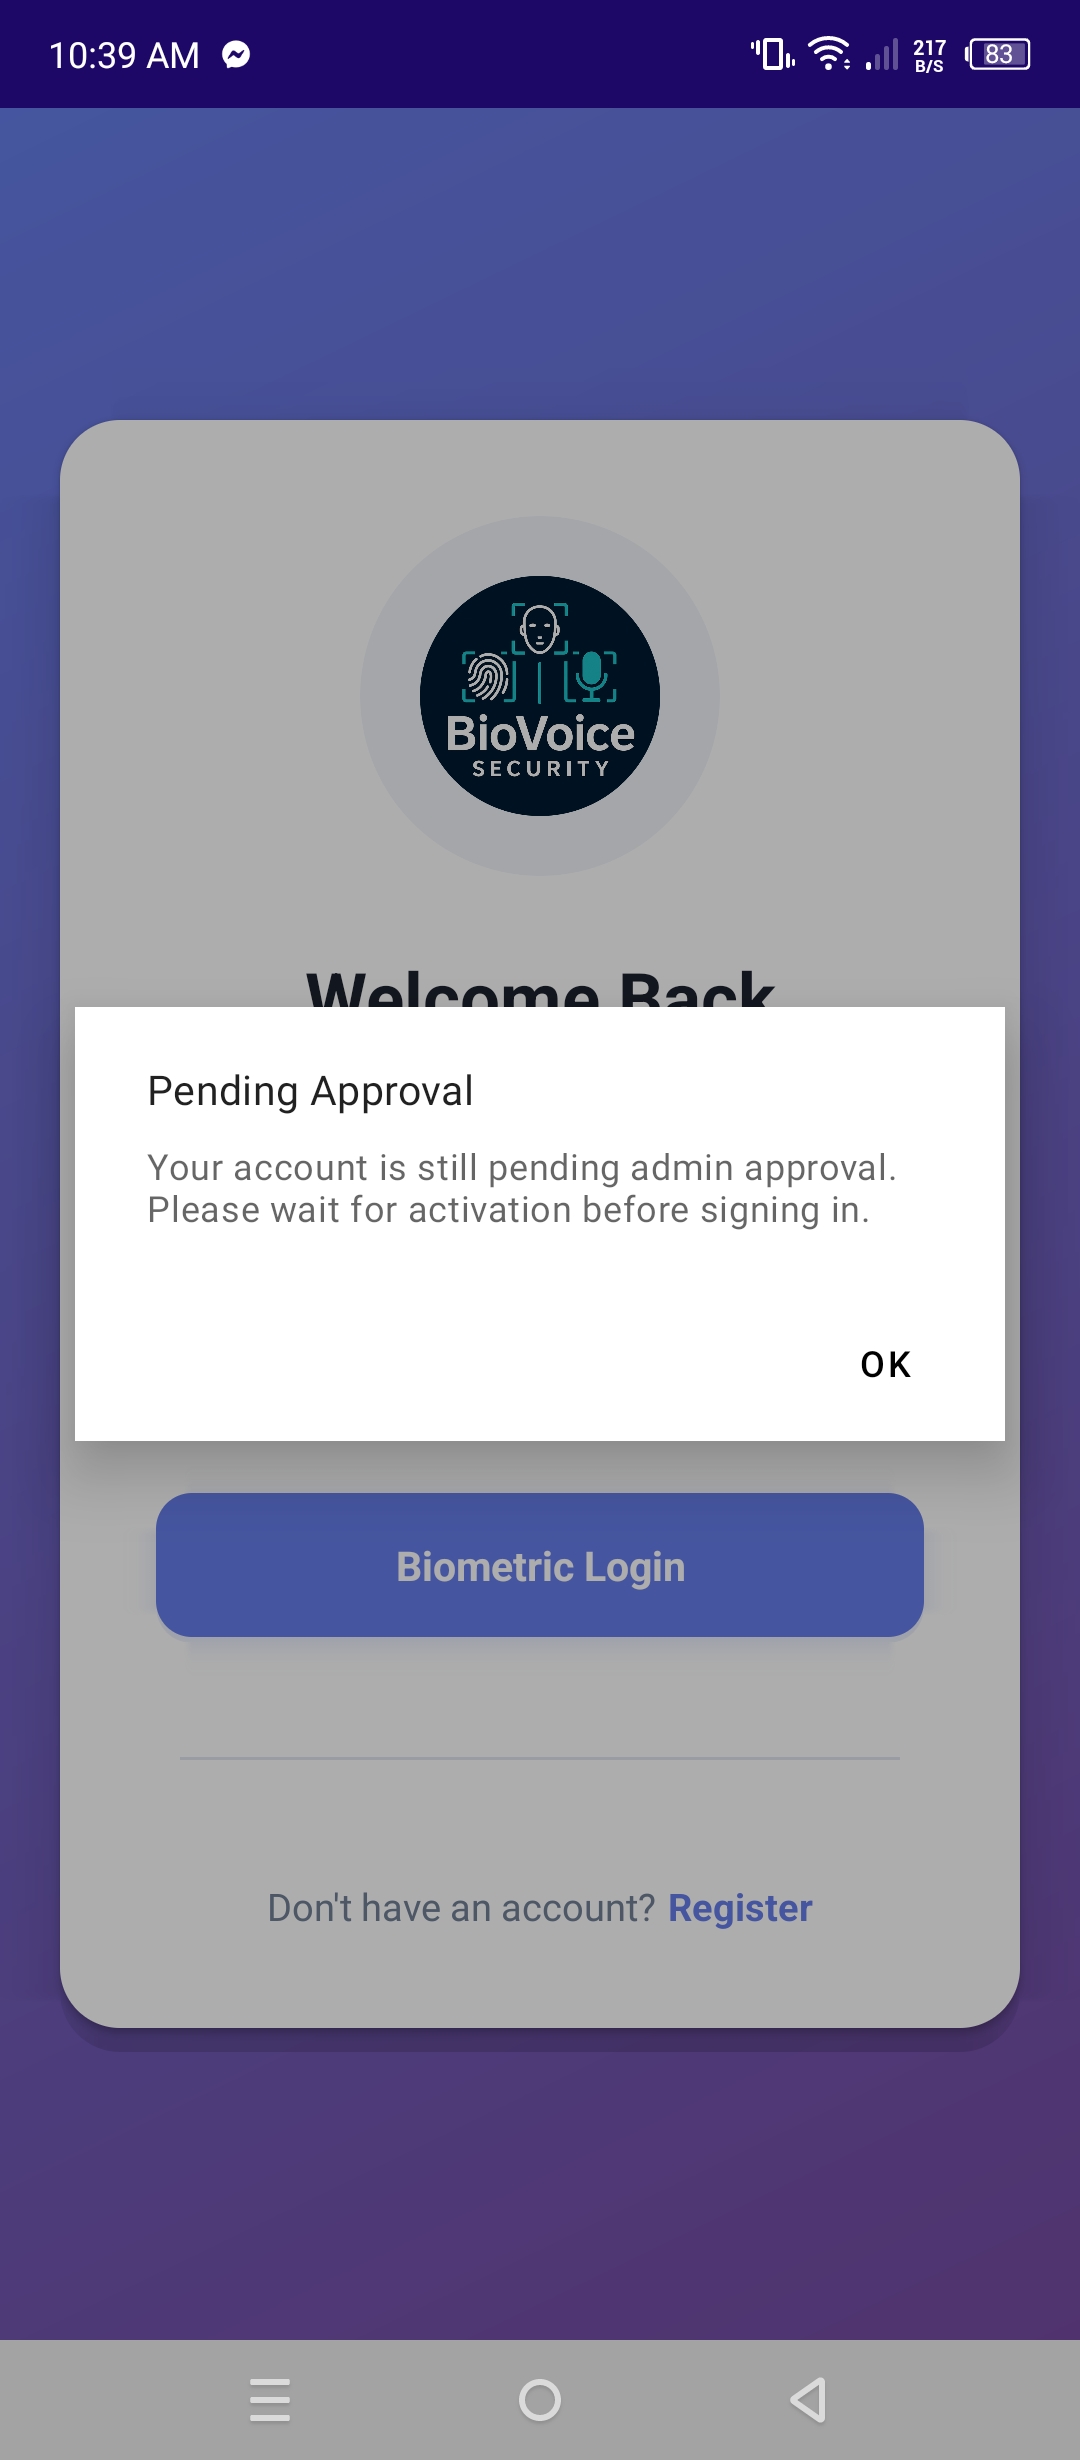 10:39 AM
217
B/S
83
BioVoice
SECURITY
Welcome Back
Pending Approval
Your account is still pending admin approval.
Please wait for activation before signing in.
OK
Biometric Login
Don't have an account? Register